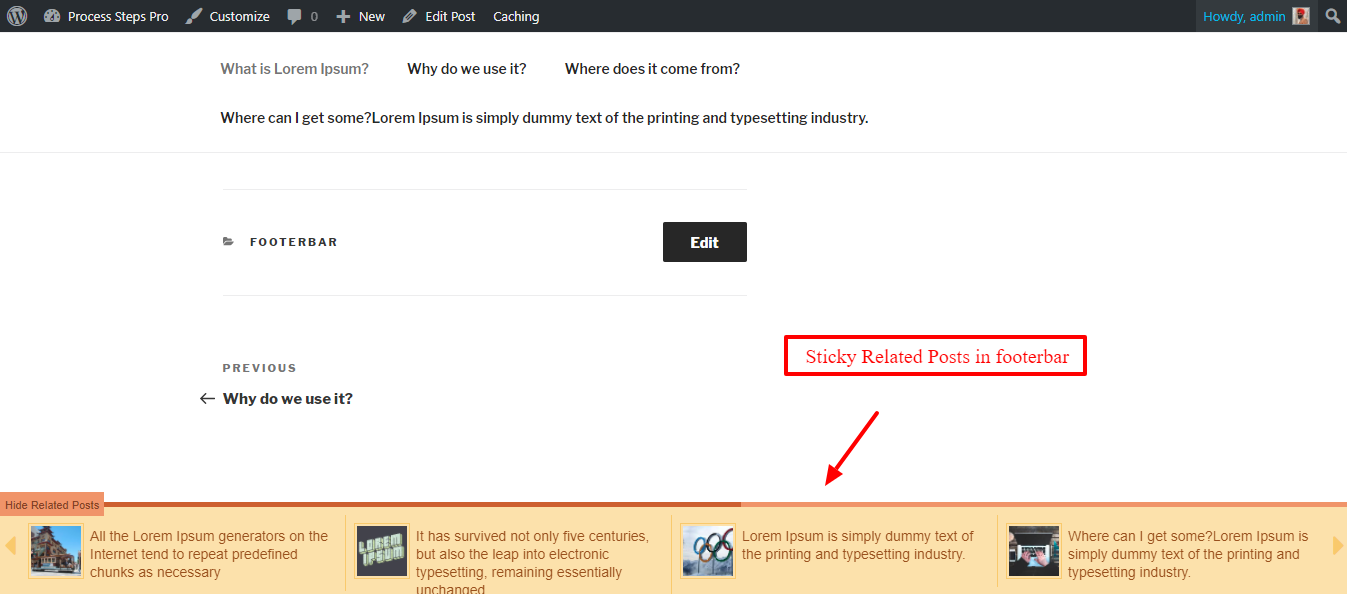 Process Steps Pro Customize 0 New Edit Post Caching Howdy, admin
What is Lorem Ipsum? Why do we use it? Where does it come from?
Where can I get some?Lorem Ipsum is simply dummy text of the printing and typesetting industry.
FOOTERBAR Edit
Sticky Related Posts in footerbar
PREVIOUS
← Why do we use it?
Hide Related Posts
All the Lorem Ipsum generators on the
Internet tend to repeat predefined
chunks as necessary
LOREM
IPSUM
It has survived not only five centuries,
but also the leap into electronic
typesetting, remaining essentially
unchanged
Lorem Ipsum is simply dummy text of
the printing and typesetting industry.
Where can I get some?Lorem Ipsum is
simply dummy text of the printing and
typesetting industry.